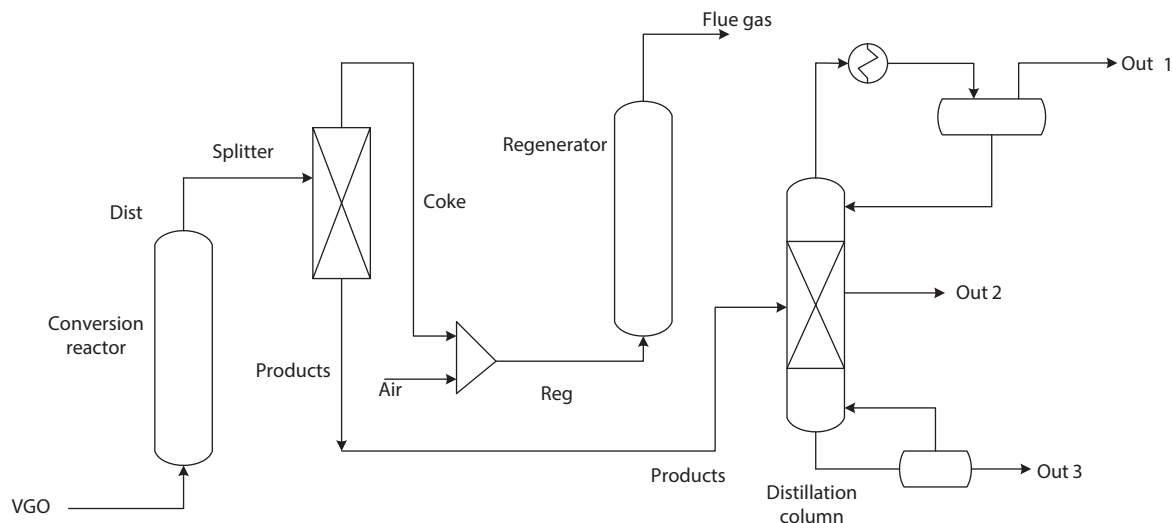 Flue gas
Out 1
Regenerator
Splitter
Coke
Dist
Out 2
Conversion
reactor
Products
Air
Reg
Products
Out 3
VGO
Distillation
column